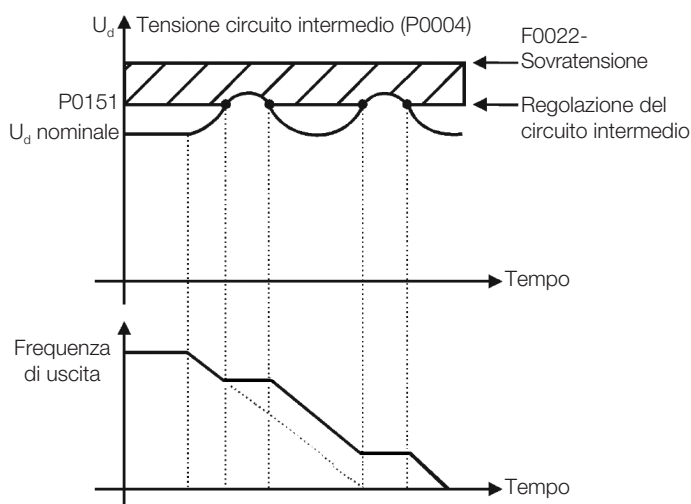 U_d Tensione circuito intermedio (P0004)
F0022-
Sovratensione
P0151
Regolazione del
circuito intermedio
U_d nominale
Tempo
Frequenza
di uscita
Tempo